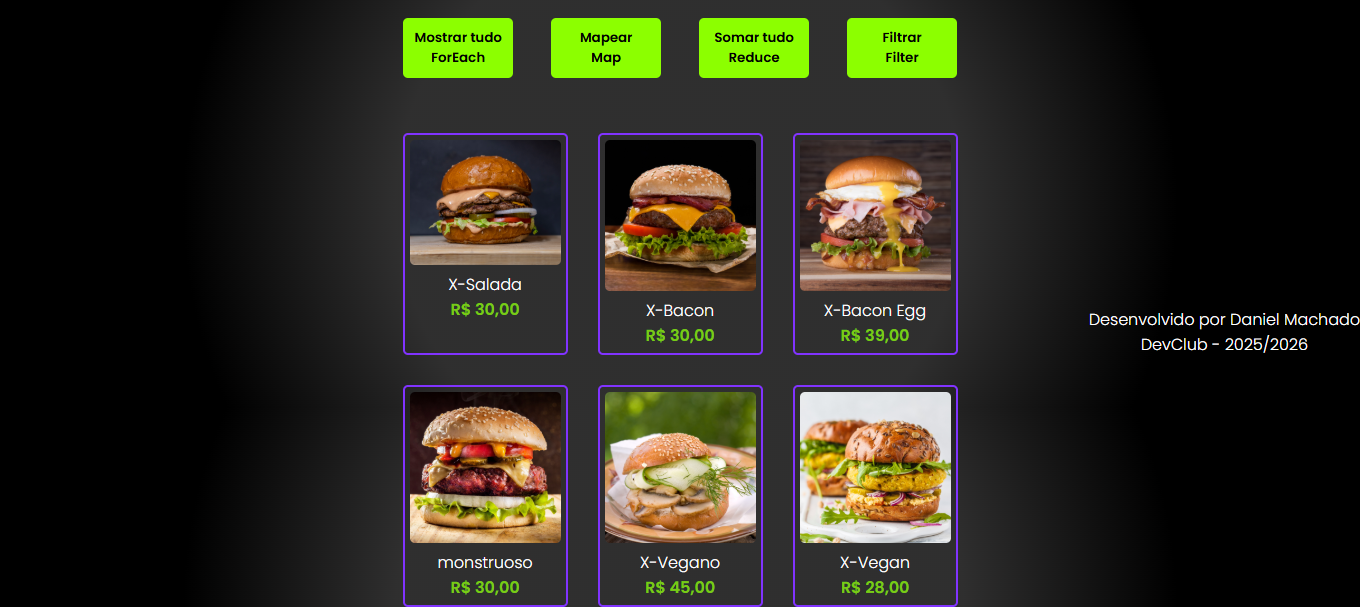 Mostrar tudo
ForEach
Mapear
Map
Somar tudo
Reduce
Filtrar
Filter
X-Salada
R$ 30,00
X-Bacon
R$ 30,00
X-Bacon Egg
R$ 39,00
Desenvolvido por Daniel Machado
DevClub - 2025/2026
monstruoso
R$ 30,00
X-Vegano
R$ 45,00
X-Vegan
R$ 28,00